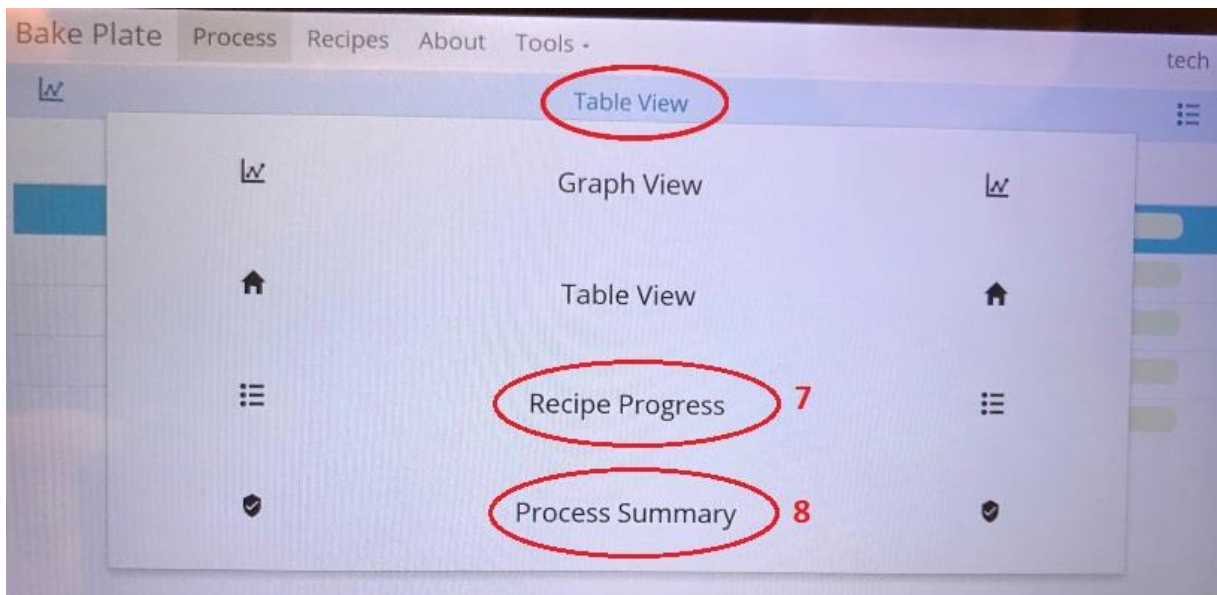 Bake Plate Process Recipes About Tools
tech
Table View
Graph View
Table View
Recipe Progress 7
Process Summary 8